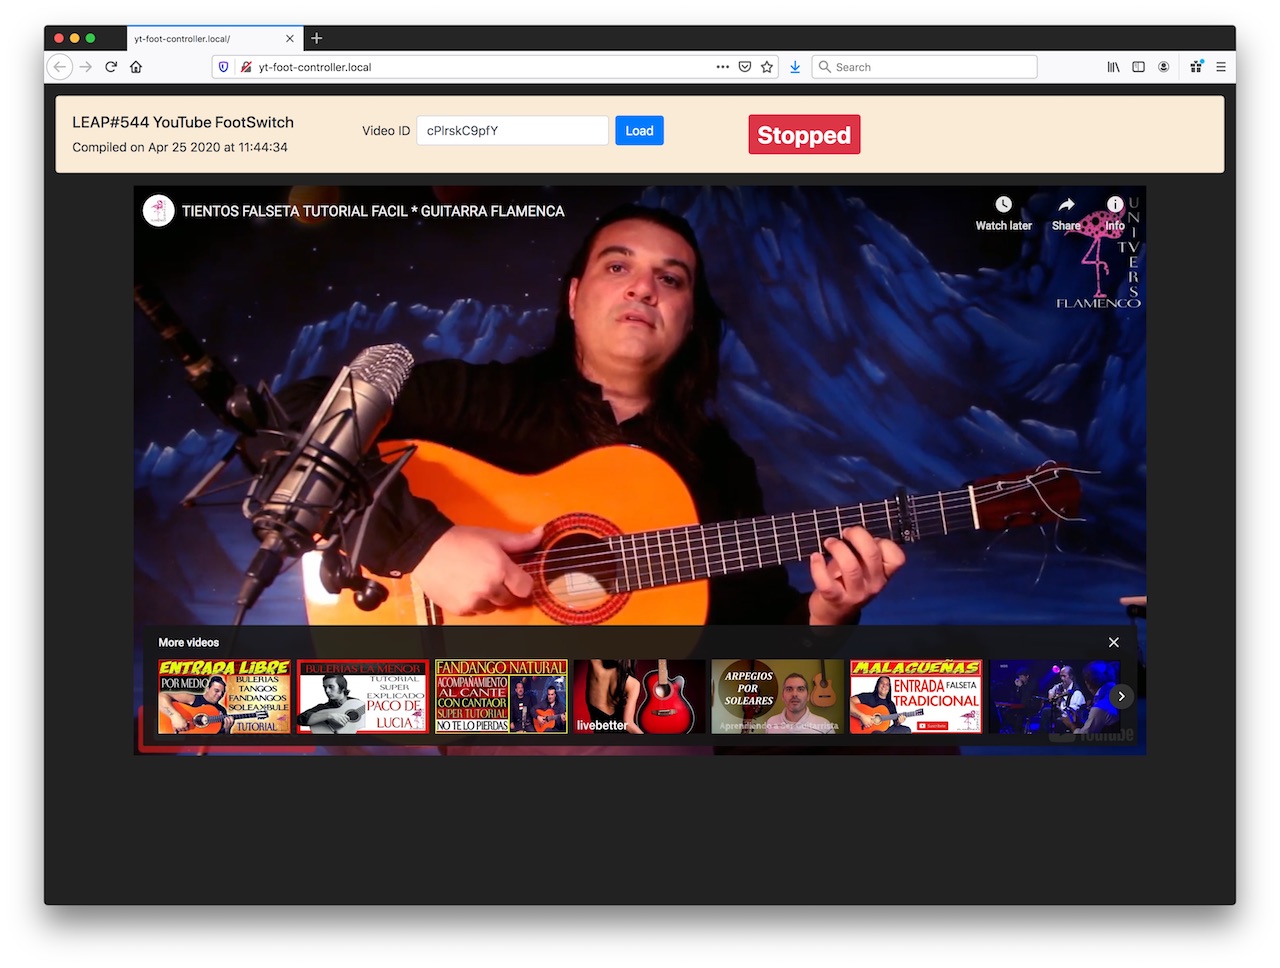 yt-foot-controller.local/
yt-foot-controller.local
Search
LEAP#544 YouTube FootSwitch
Compiled on Apr 25 2020 at 11:44:34
Video ID
cPlrskC9pfY
Load
Stopped
TIENTOS FALSETA TUTORIAL FACIL * GUITARRA FLAMENCA
Watch later
Share
Info
UNIVERS
FLAMENCO
More videos
ENTRADA LIBRE
POR MEDIO
BULERIAS
TANGOS
FANDANGOS
SOLEA X BULE
TUTORIAL
BULERIAS LA MENOR
TUTORIAL
SUPER
EXPLICADO
PACO DE
LUCIA
FANDANGO NATURAL
ACOMPAÑAMIENTO
AL CANTE
CON CANTAOR
SUPER TUTORIAL
NO TE LO PIERDAS
livebetter
ARPEGIOS
POR
SOLEARES
Aprendiendo a Ser Guitarrista
MALAGUEÑAS
ENTRADA FALSETA
TRADICIONAL
YouTube